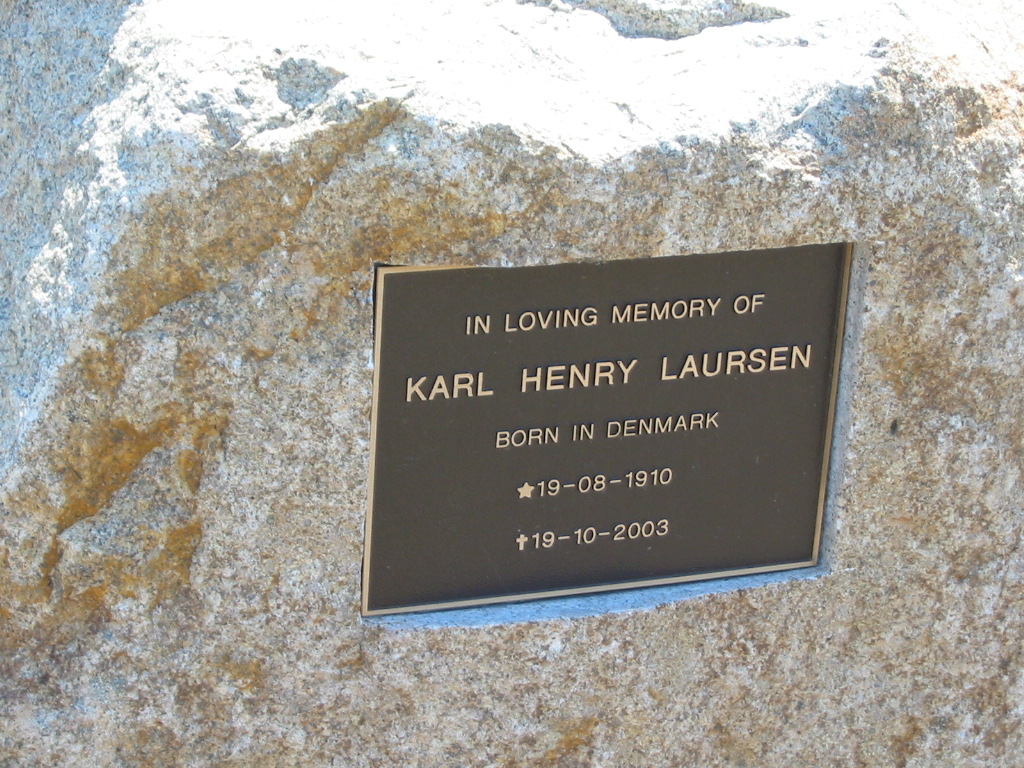 IN LOVING MEMORY OF
KARL HENRY LAURSEN
BORN IN DENMARK
★19-08-1910
✝19-10-2003